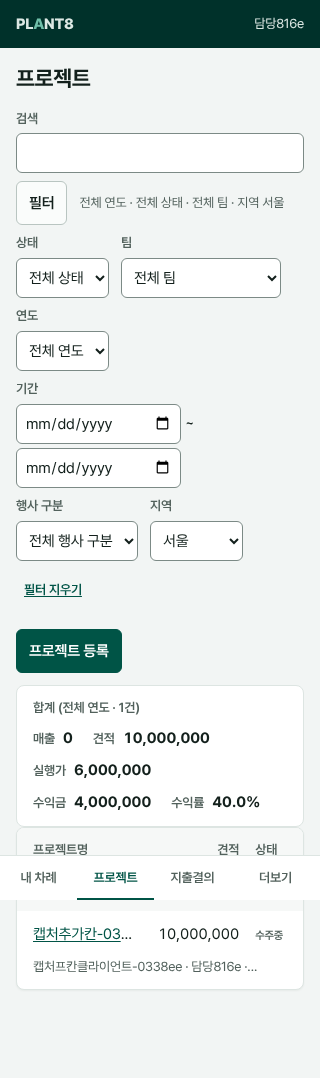 PLANT8 담당816e
프로젝트
검색
필터 전체 연도 · 전체 상태 · 전체 팀 · 지역 서울
상태 팀
전체 상태 전체 팀
연도
전체 연도
기간
mm/dd/yyyy ~
mm/dd/yyyy
행사 구분 지역
전체 행사 구분 서울
필터 지우기
프로젝트 등록
합계 (전체 연도 · 1건)
매출 0 견적 10,000,000
실행가 6,000,000
수익금 4,000,000 수익률 40.0%
프로젝트명 견적 상태
내 차례 프로젝트 지출결의 더보기
캡처추가칸-03... 10,000,000 수주중
캡처프칸클라이언트-0338ee · 담당816e ·...